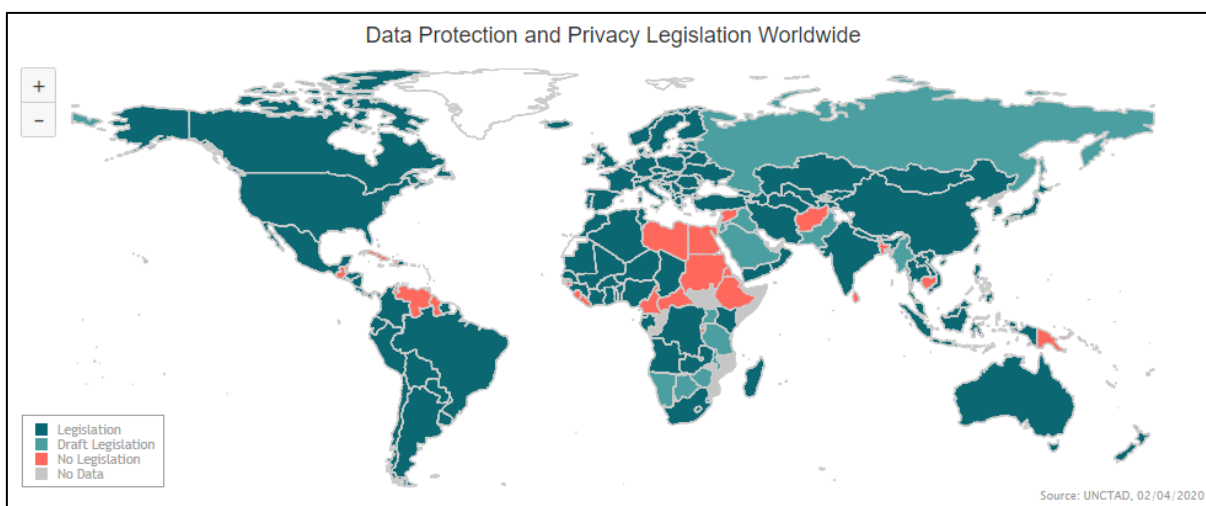 Data Protection and Privacy Legislation Worldwide
+
−
Legislation
Draft Legislation
No Legislation
No Data
Source: UNCTAD, 02/04/2020